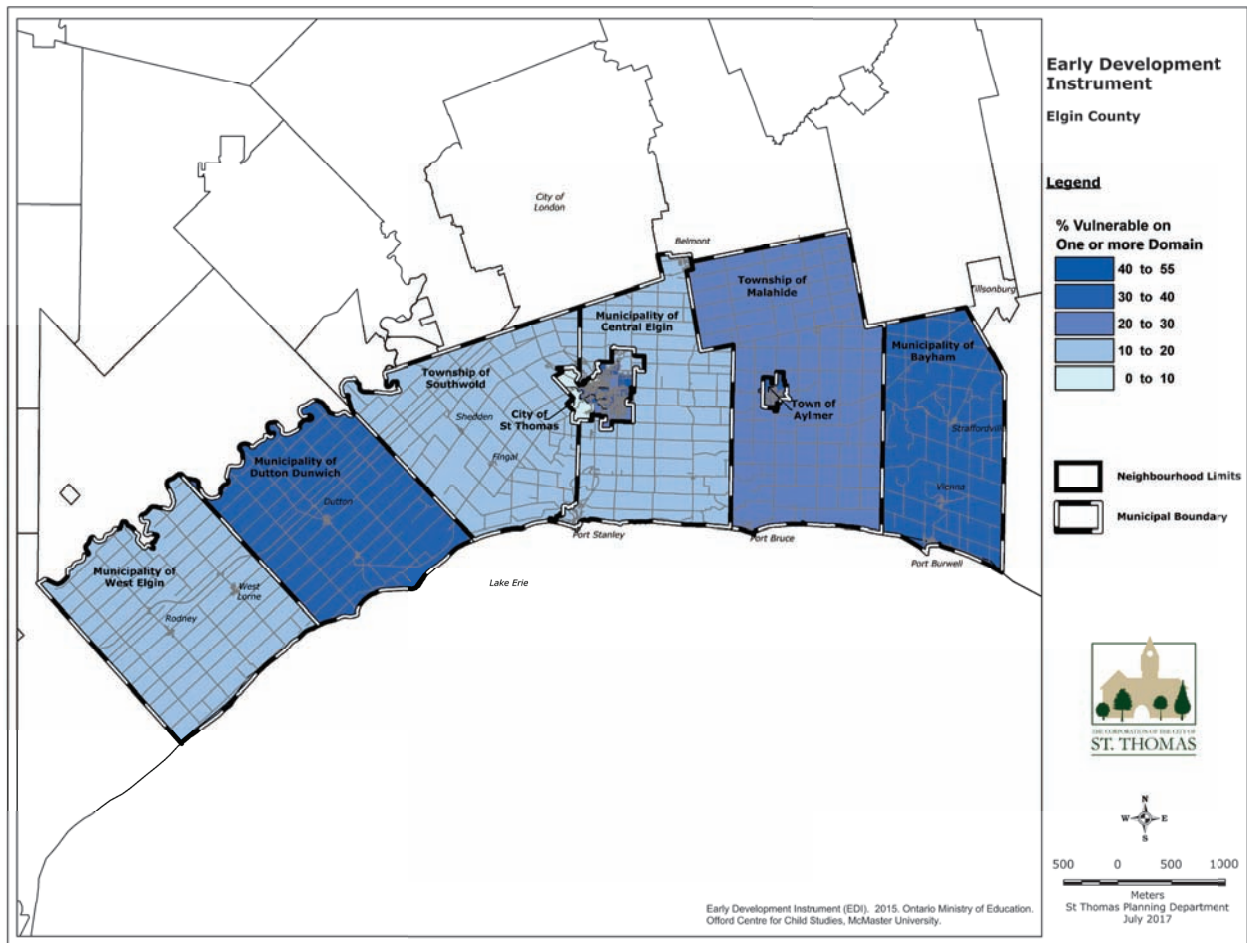 Early Development
Instrument
Elgin County
Legend
% Vulnerable on
One or more Domain
40 to 55
30 to 40
20 to 30
10 to 20
0 to 10
Neighbourhood Limits
Municipal Boundary
City of
London
Belmont
Tillsonburg
Township of
Malahide
Municipality of
Central Elgin
Municipality of
Bayham
Township of
Southwold
Shedden
City of
St Thomas
Fingal
Town of
Aylmer
Straffordville
Vienna
Municipality of
Dutton Dunwich
Dutton
Port Stanley
Port Bruce
Port Burwell
Municipality of
West Elgin
West
Lorne
Rodney
Lake Erie
THE CORPORATION OF THE CITY OF
ST. THOMAS
N
W E
S
500 0 500 1000
Meters
St Thomas Planning Department
July 2017
Early Development Instrument (EDI). 2015. Ontario Ministry of Education.
Offord Centre for Child Studies, McMaster University.